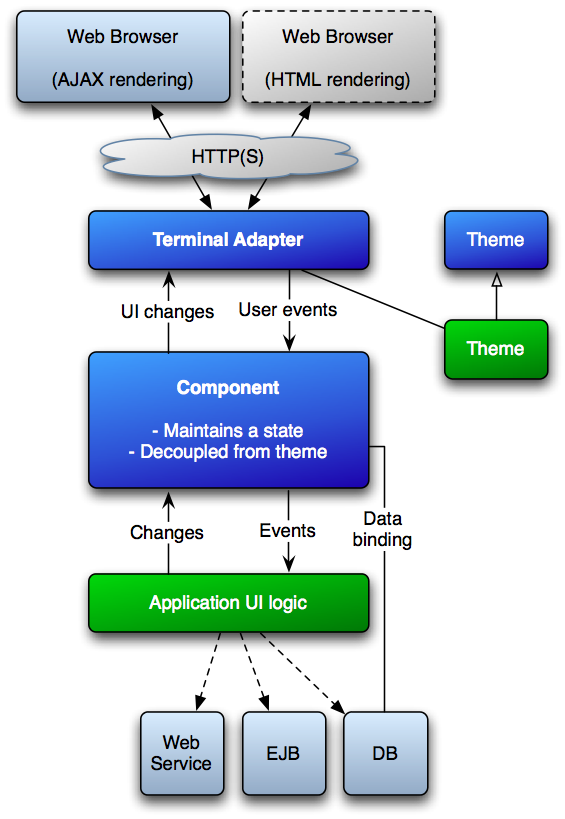 Web Browser
(AJAX rendering)
Web Browser
(HTML rendering)
HTTP(S)
Terminal Adapter
Theme
UI changes
User events
Theme
Component
- Maintains a state
- Decoupled from theme
Changes
Events
Data
binding
Application UI logic
Web
Service
EJB
DB